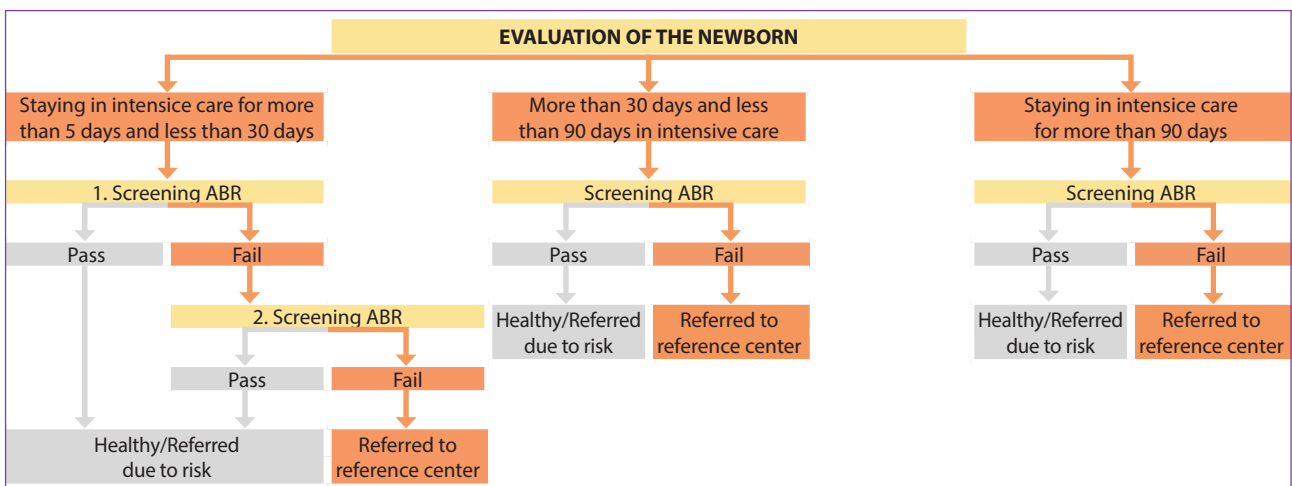 EVALUATION OF THE NEWBORN
Staying in intensice care for more
than 5 days and less than 30 days
More than 30 days and less
than 90 days in intensive care
Staying in intensice care
for more than 90 days
1. Screening ABR
Screening ABR
Screening ABR
Pass
Fail
Pass
Fail
Pass
Fail
2. Screening ABR
Healthy/Referred
due to risk
Referred to
reference center
Healthy/Referred
due to risk
Referred to
reference center
Pass
Fail
Healthy/Referred
due to risk
Referred to
reference center